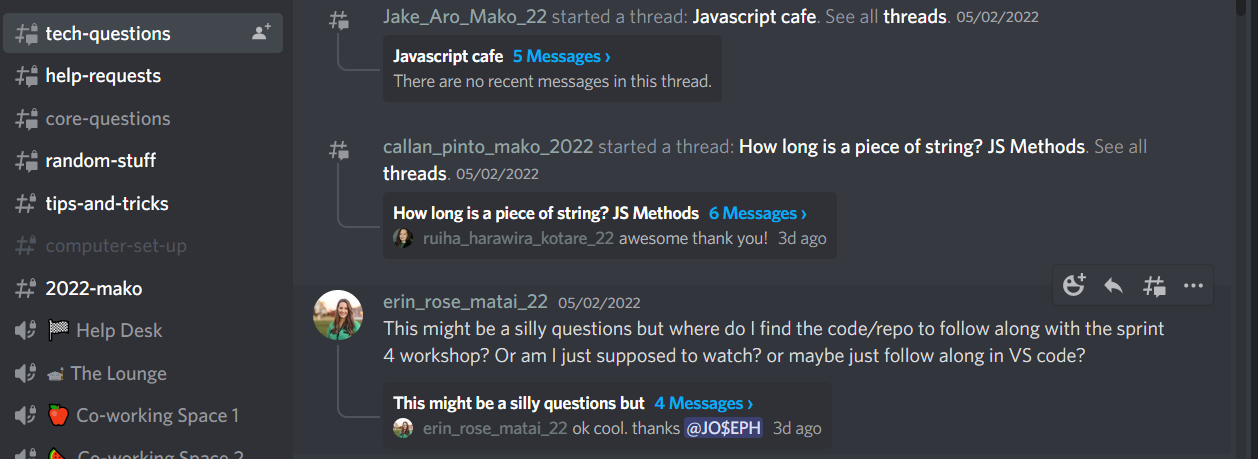 tech-questions
help-requests
core-questions
random-stuff
tips-and-tricks
computer-set-up
2022-mako
Help Desk
The Lounge
Co-working Space 1
Co-working Space 2
Jake_Aro_Mako_22 started a thread: Javascript cafe. See all threads. 05/02/2022
Javascript cafe 5 Messages ›
There are no recent messages in this thread.
callan_pinto_mako_2022 started a thread: How long is a piece of string? JS Methods. See all
threads. 05/02/2022
How long is a piece of string? JS Methods 6 Messages ›
ruiha_harawira_kotare_22 awesome thank you! 3d ago
erin_rose_matai_22 05/02/2022
This might be a silly questions but where do I find the code/repo to follow along with the sprint
4 workshop? Or am I just supposed to watch? or maybe just follow along in VS code?
This might be a silly questions but 4 Messages ›
erin_rose_matai_22 ok cool. thanks @JO$EPH 3d ago